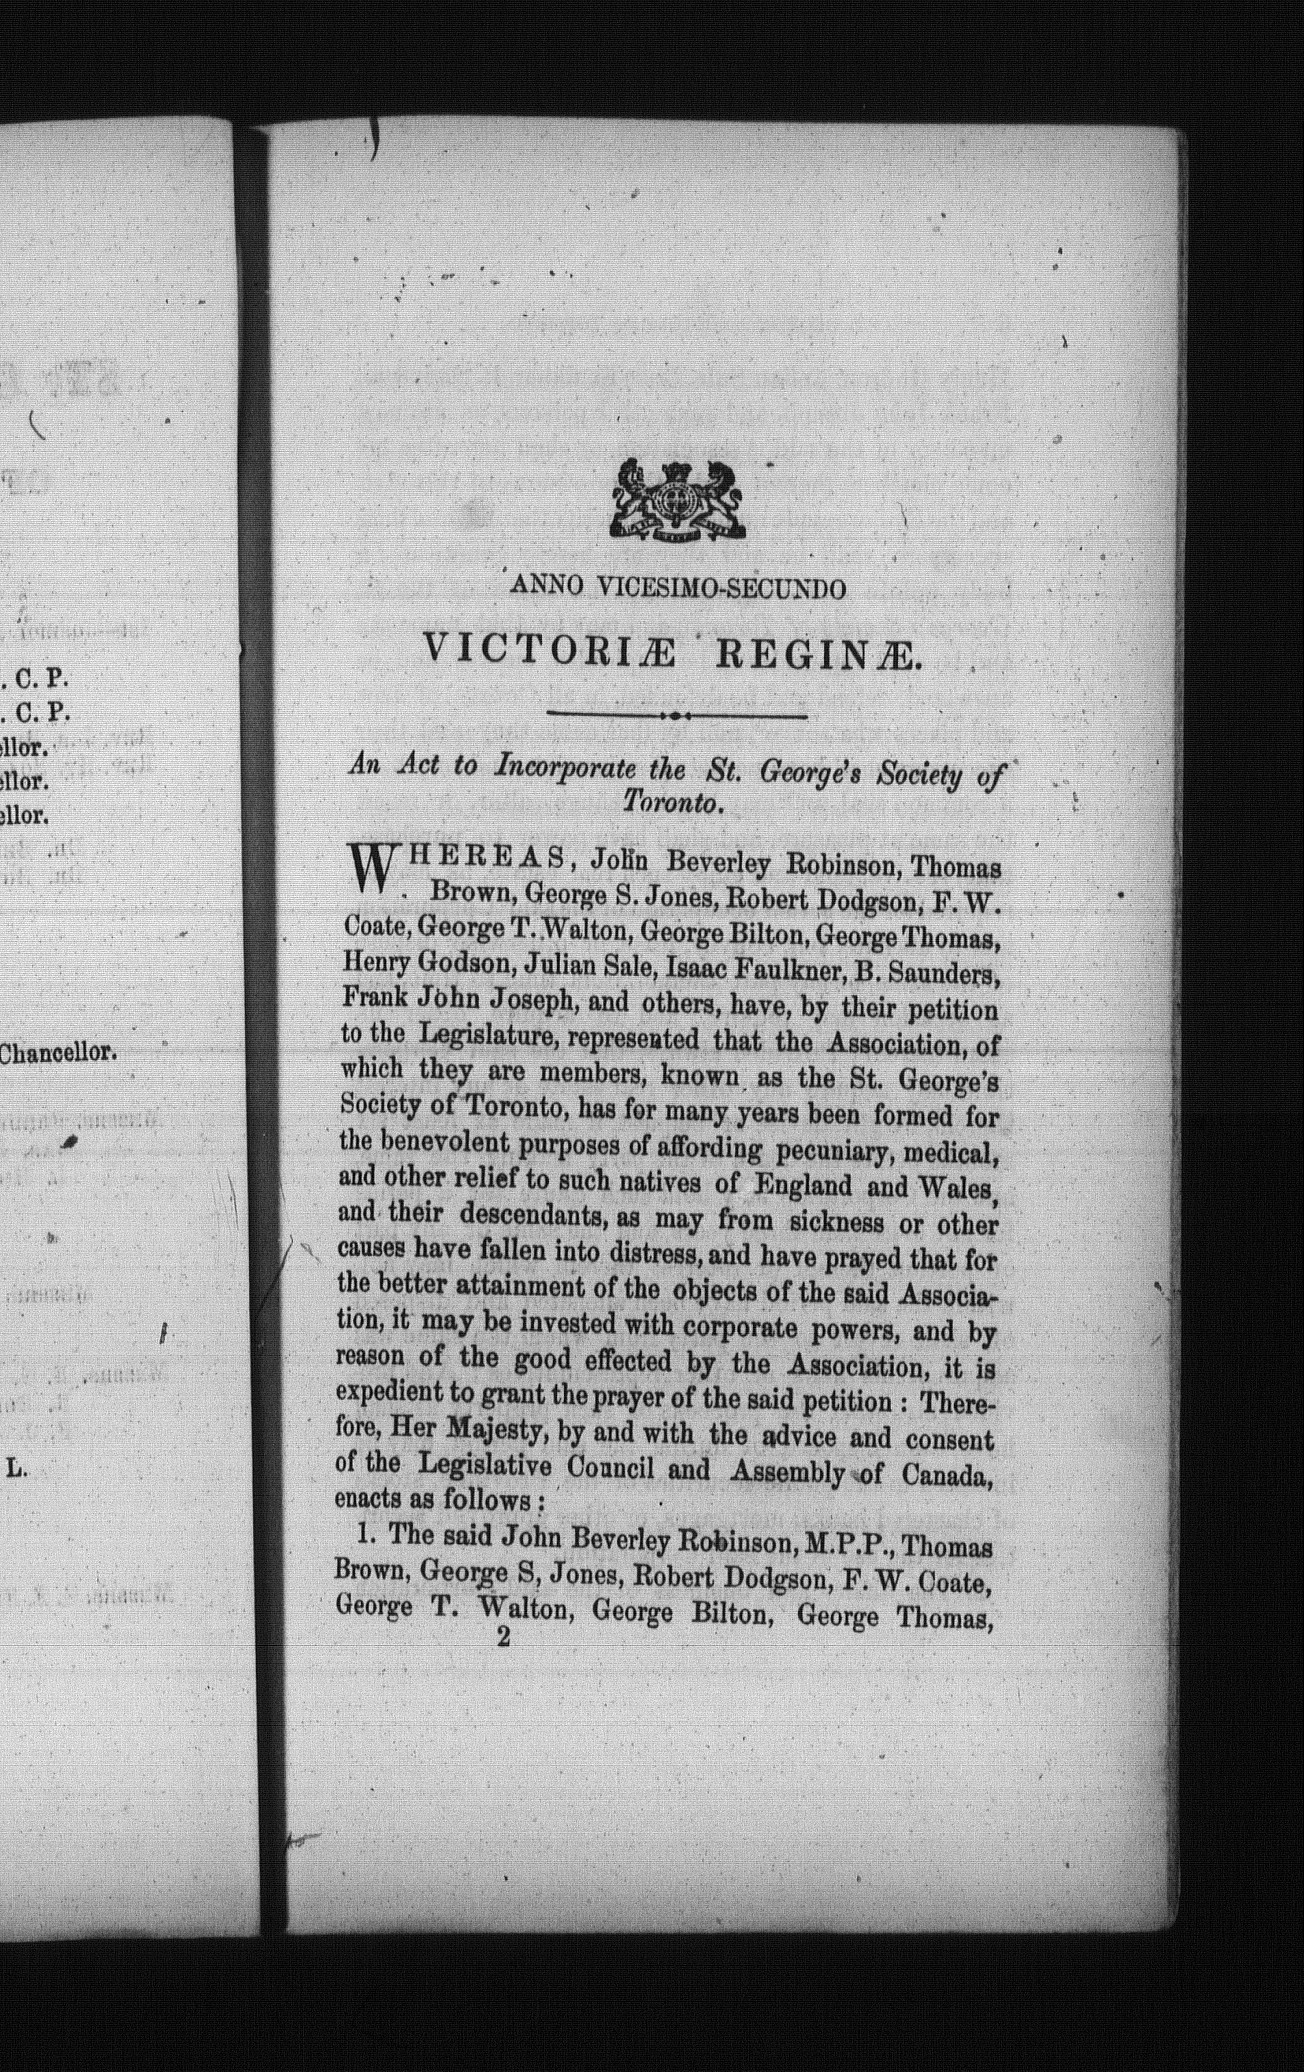 . C. P.
. C. P.
ellor.
ellor.
ellor.
Chancellor.
L.
ANNO VICESIMO-SECUNDO
VICTORIÆ REGINÆ.
An Act to Incorporate the St. George's Society of
Toronto.
WHEREAS, John Beverley Robinson, Thomas
Brown, George S. Jones, Robert Dodgson, F. W.
Coate, George T. Walton, George Bilton, George Thomas,
Henry Godson, Julian Sale, Isaac Faulkner, B. Saunders,
Frank John Joseph, and others, have, by their petition
to the Legislature, represented that the Association, of
which they are members, known as the St. George's
Society of Toronto, has for many years been formed for
the benevolent purposes of affording pecuniary, medical,
and other relief to such natives of England and Wales,
and their descendants, as may from sickness or other
causes have fallen into distress, and have prayed that for
the better attainment of the objects of the said Associa-
tion, it may be invested with corporate powers, and by
reason of the good effected by the Association, it is
expedient to grant the prayer of the said petition : There-
fore, Her Majesty, by and with the advice and consent
of the Legislative Council and Assembly of Canada,
enacts as follows :
1. The said John Beverley Robinson, M.P.P., Thomas
Brown, George S, Jones, Robert Dodgson, F. W. Coate,
George T. Walton, George Bilton, George Thomas,
2